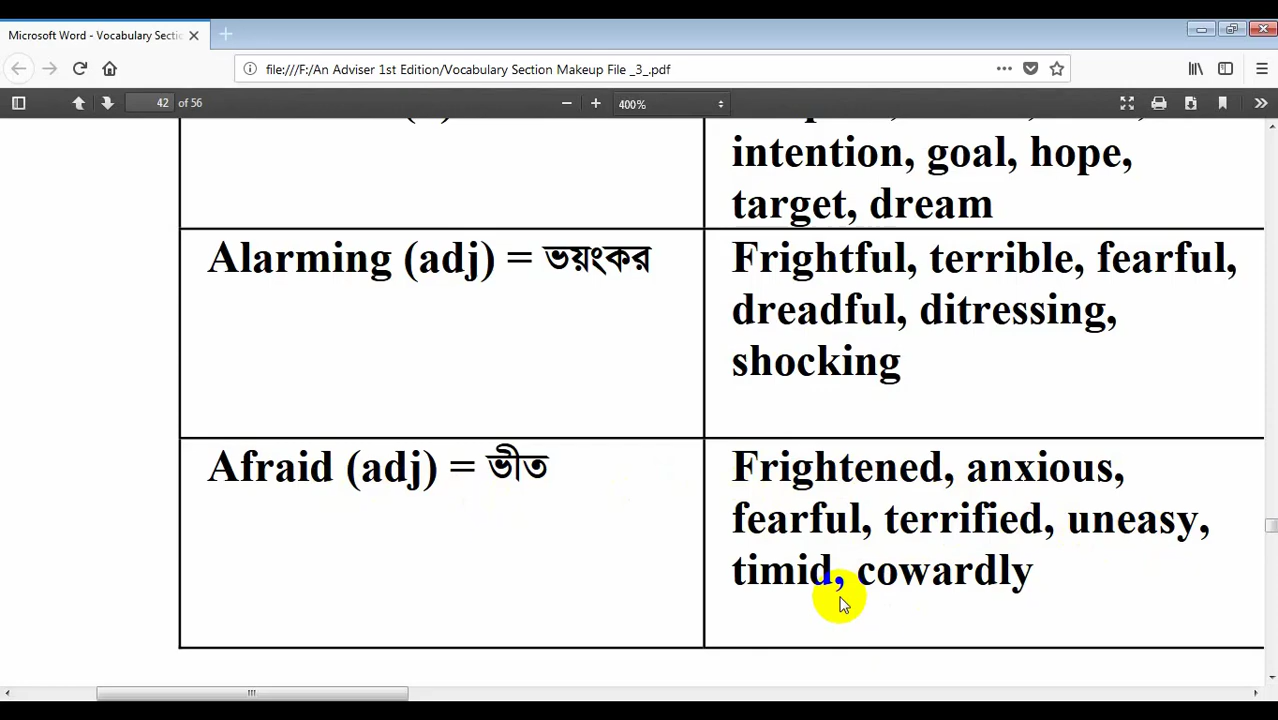 Microsoft Word - Vocabulary Sectio
file:///F:/An Adviser 1st Edition/Vocabulary Section Makeup File _3_.pdf
42 of 56
400%
intention, goal, hope,
target, dream
Alarming (adj) = ভয়ংকর
Frightful, terrible, fearful,
dreadful, ditressing,
shocking
Afraid (adj) = ভীত
Frightened, anxious,
fearful, terrified, uneasy,
timid, cowardly